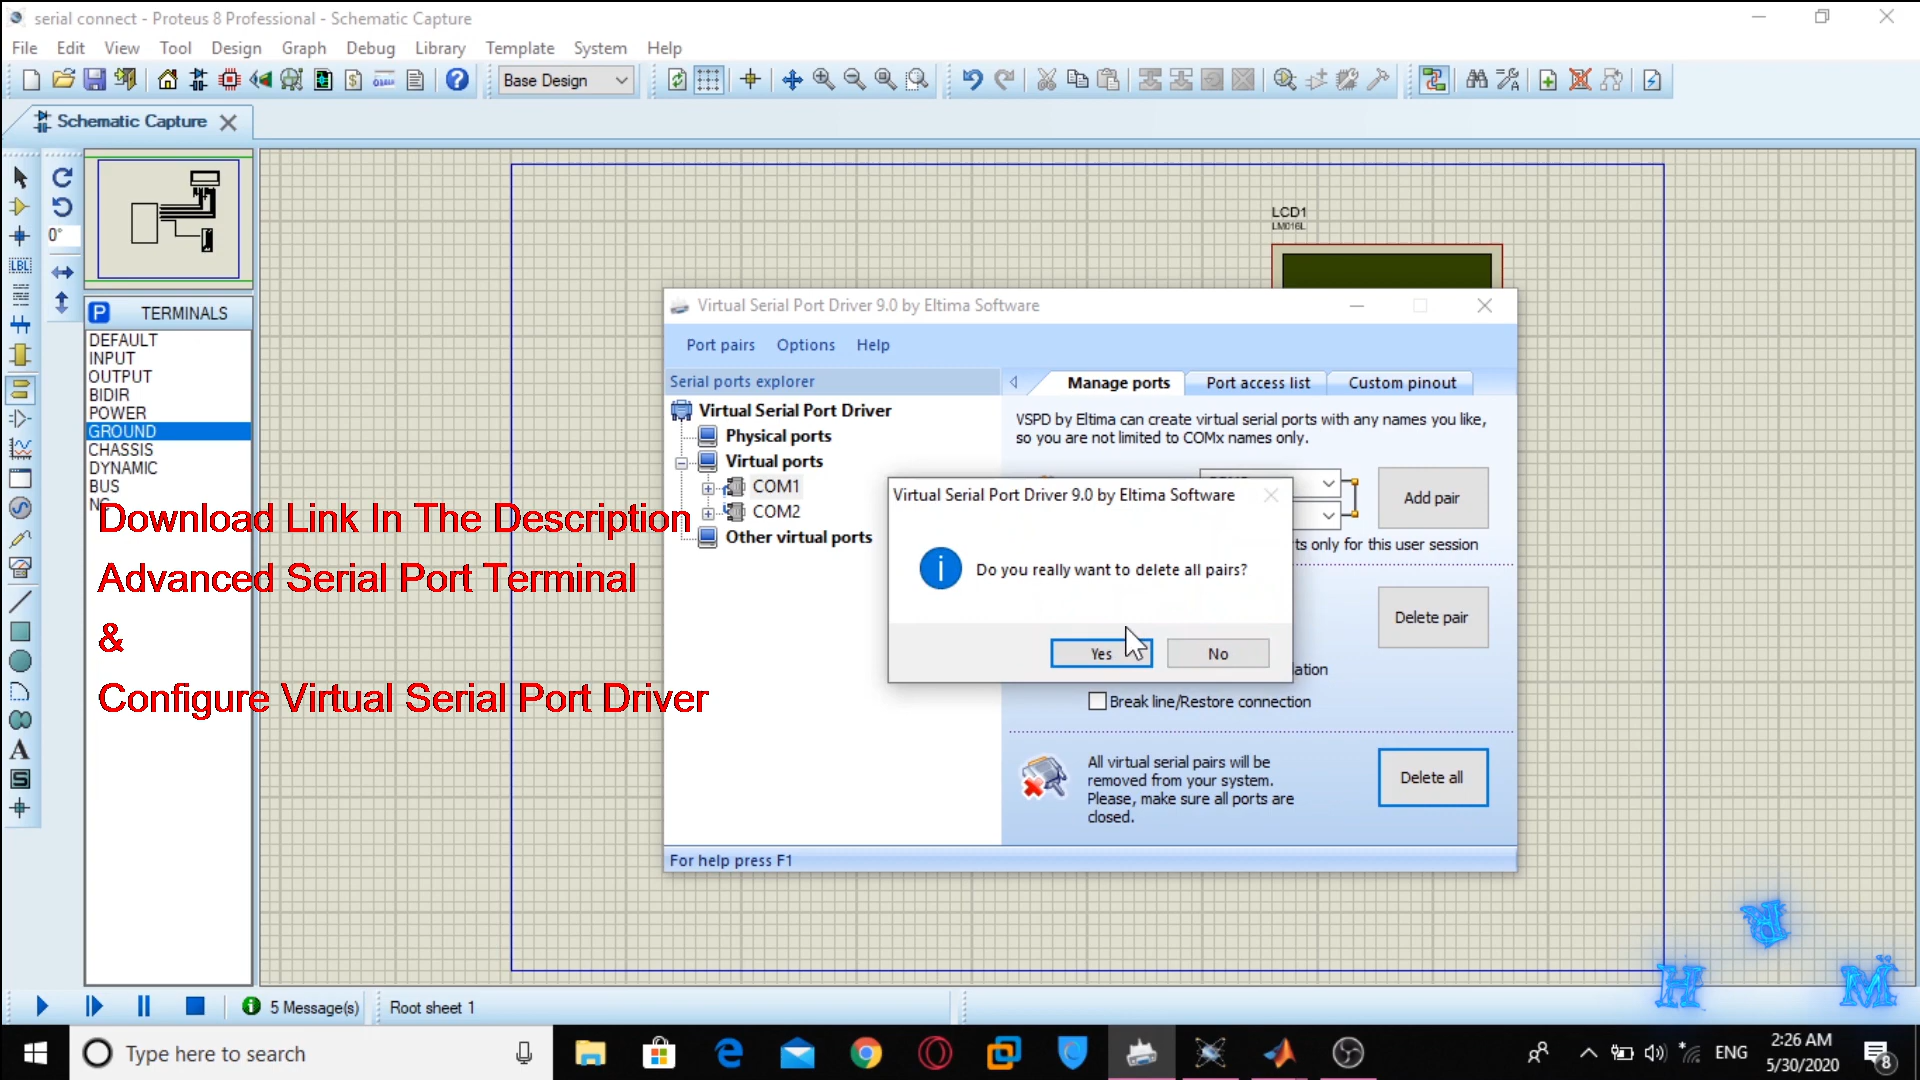 serial connect - Proteus 8 Professional - Schematic Capture
File Edit View Tool Design Graph Debug Library Template System Help
Base Design
Schematic Capture
0°
LBL
P TERMINALS
DEFAULT
INPUT
OUTPUT
BIDIR
POWER
GROUND
CHASSIS
DYNAMIC
BUS
Download Link In The Description
Advanced Serial Port Terminal
&
Configure Virtual Serial Port Driver
A
S
LCD1
LM016L
Virtual Serial Port Driver 9.0 by Eltima Software
Port pairs Options Help
Serial ports explorer
Manage ports Port access list Custom pinout
Virtual Serial Port Driver
Physical ports
Virtual ports
COM1
COM2
Other virtual ports
VSPD by Eltima can create virtual serial ports with any names you like,
so you are not limited to COMx names only.
Add pair
ts only for this user session
Delete pair
Virtual Serial Port Driver 9.0 by Eltima Software
Do you really want to delete all pairs?
Yes No
lation
Break line/Restore connection
All virtual serial pairs will be
removed from your system.
Please, make sure all ports are
closed.
Delete all
For help press F1
R
H M
5 Message(s) Root sheet 1
Type here to search
ENG
2:26 AM
5/30/2020
8